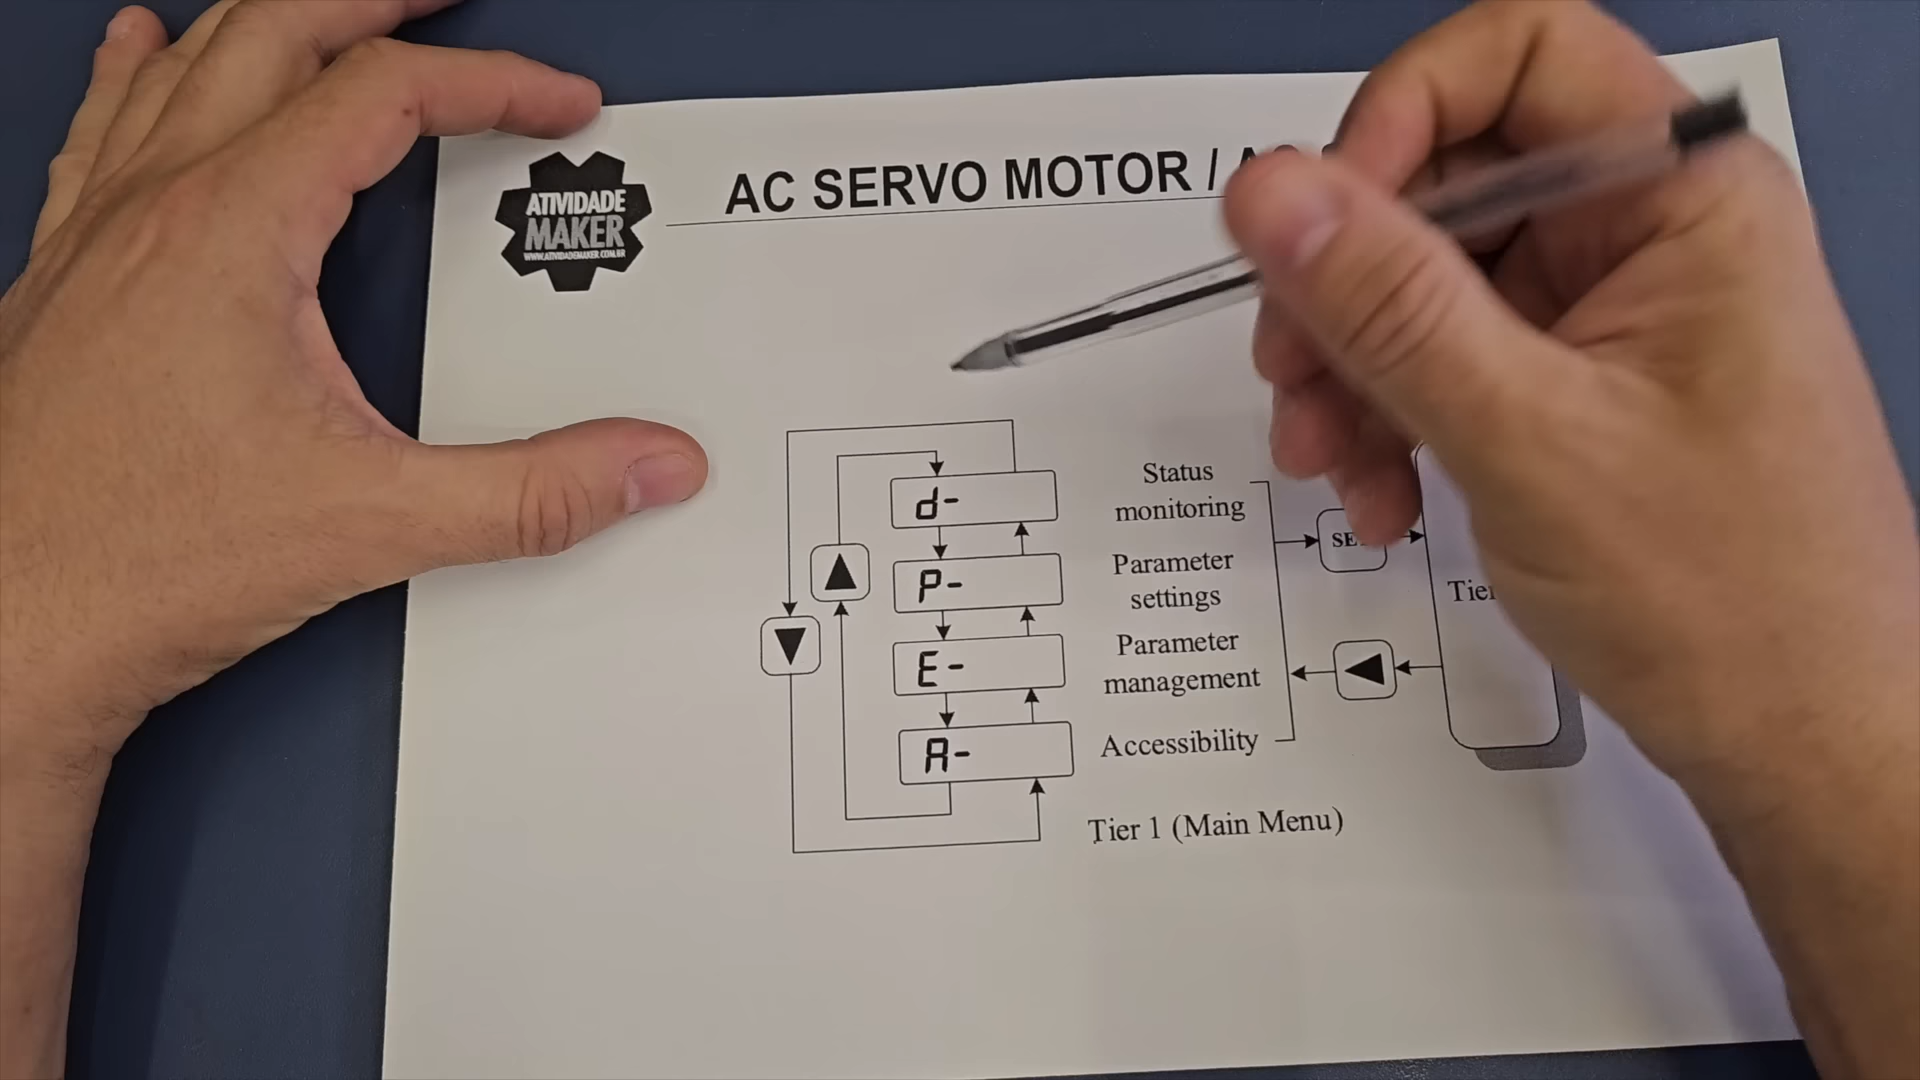 ATIVIDADE
MAKER
WWW.ATIVIDADEMAKER.COM.BR
AC SERVO MOTOR /
d-
P-
E-
A-
Status
monitoring
Parameter
settings
Parameter
management
Accessibility
Tier 1 (Main Menu)